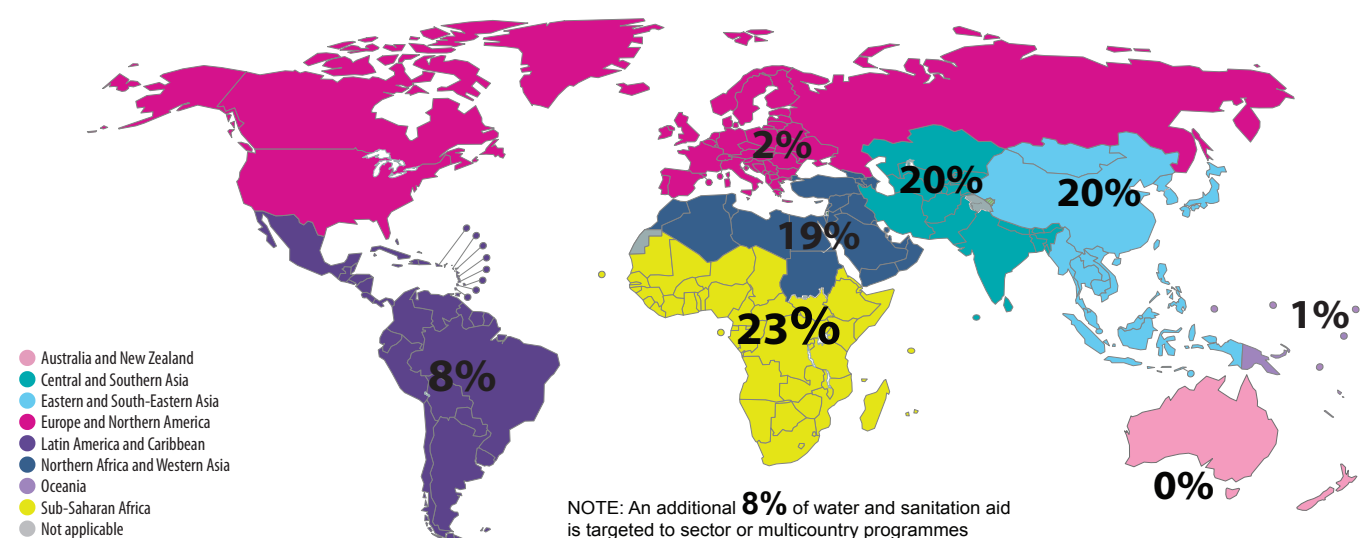 2%
20%
20%
19%
23%
1%
8%
0%
Australia and New Zealand
Central and Southern Asia
Eastern and South-Eastern Asia
Europe and Northern America
Latin America and Caribbean
Northern Africa and Western Asia
Oceania
Sub-Saharan Africa
Not applicable
NOTE: An additional 8% of water and sanitation aid
is targeted to sector or multicountry programmes